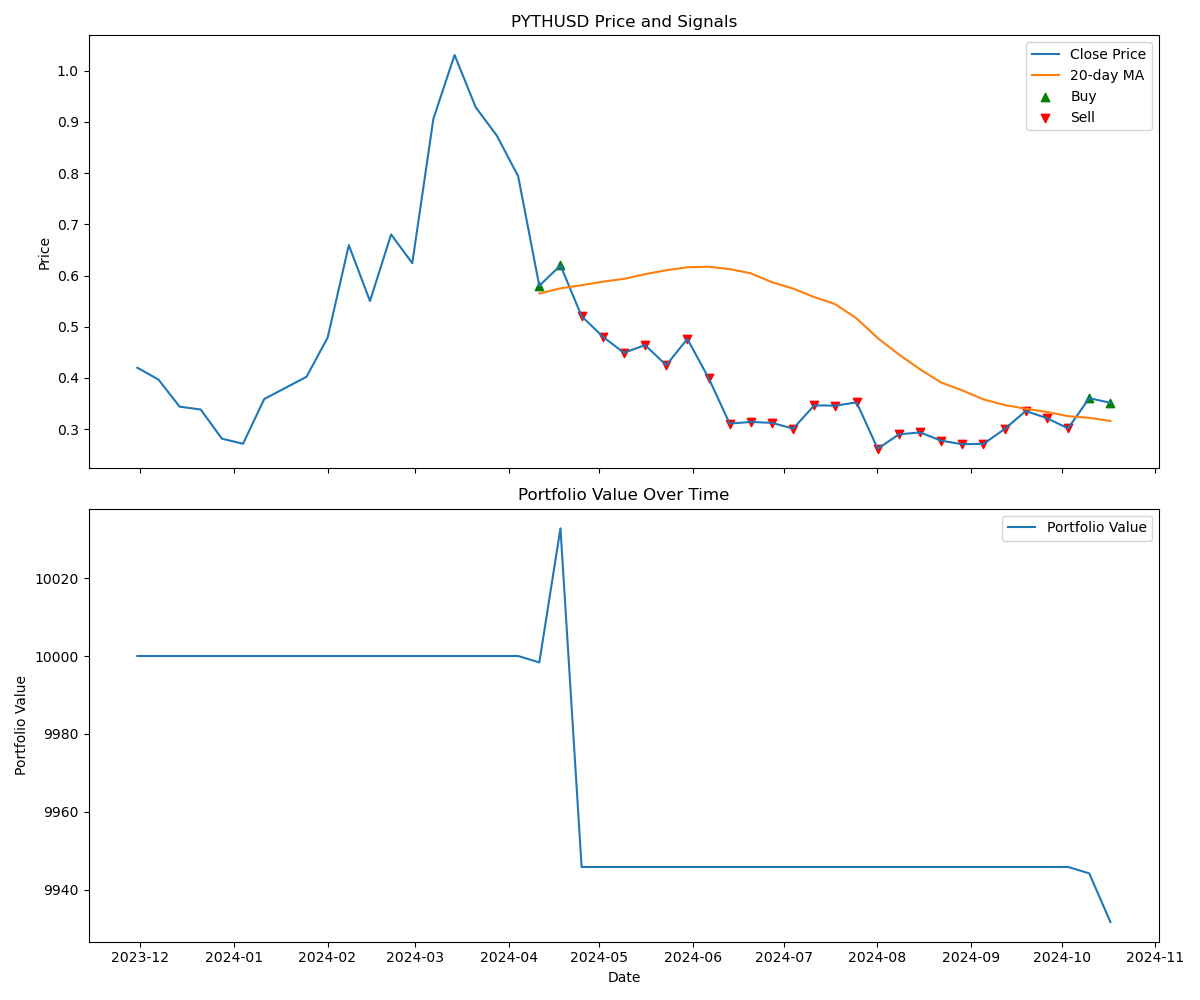 PYTHUSD Price and Signals
Close Price
20-day MA
Buy
Sell
Price
1.0
0.9
0.8
0.7
0.6
0.5
0.4
0.3
Portfolio Value Over Time
Portfolio Value
Portfolio Value
10020
10000
9980
9960
9940
2023-12 2024-01 2024-02 2024-03 2024-04 2024-05 2024-06 2024-07 2024-08 2024-09 2024-10 2024-11
Date